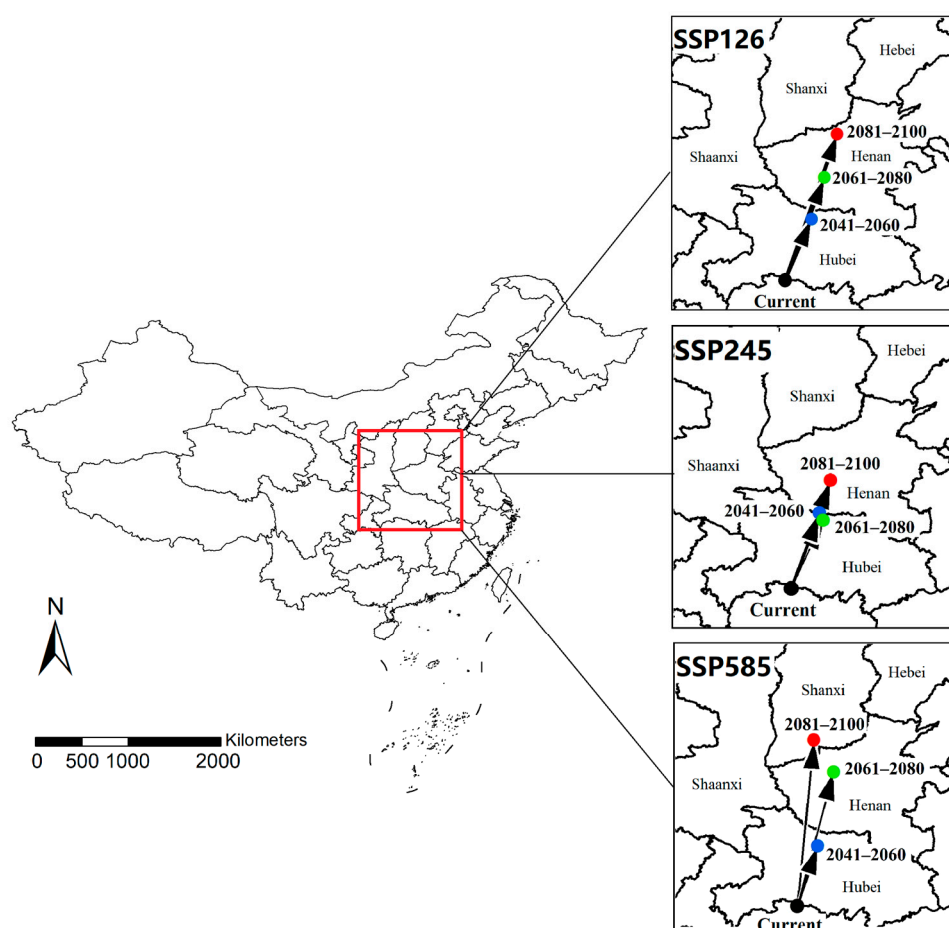 SSP126
Hebei
Shanxi
2081–2100
Henan
Shaanxi
2061–2080
2041–2060
Hubei
Current
SSP245
Hebei
Shanxi
2081–2100
Shaanxi
Henan
2041–2060
2061–2080
Hubei
Current
SSP585
Hebei
Shanxi
2081–2100
2061–2080
Shaanxi
Henan
2041–2060
Hubei
Current
N
Kilometers
0 500 1000 2000